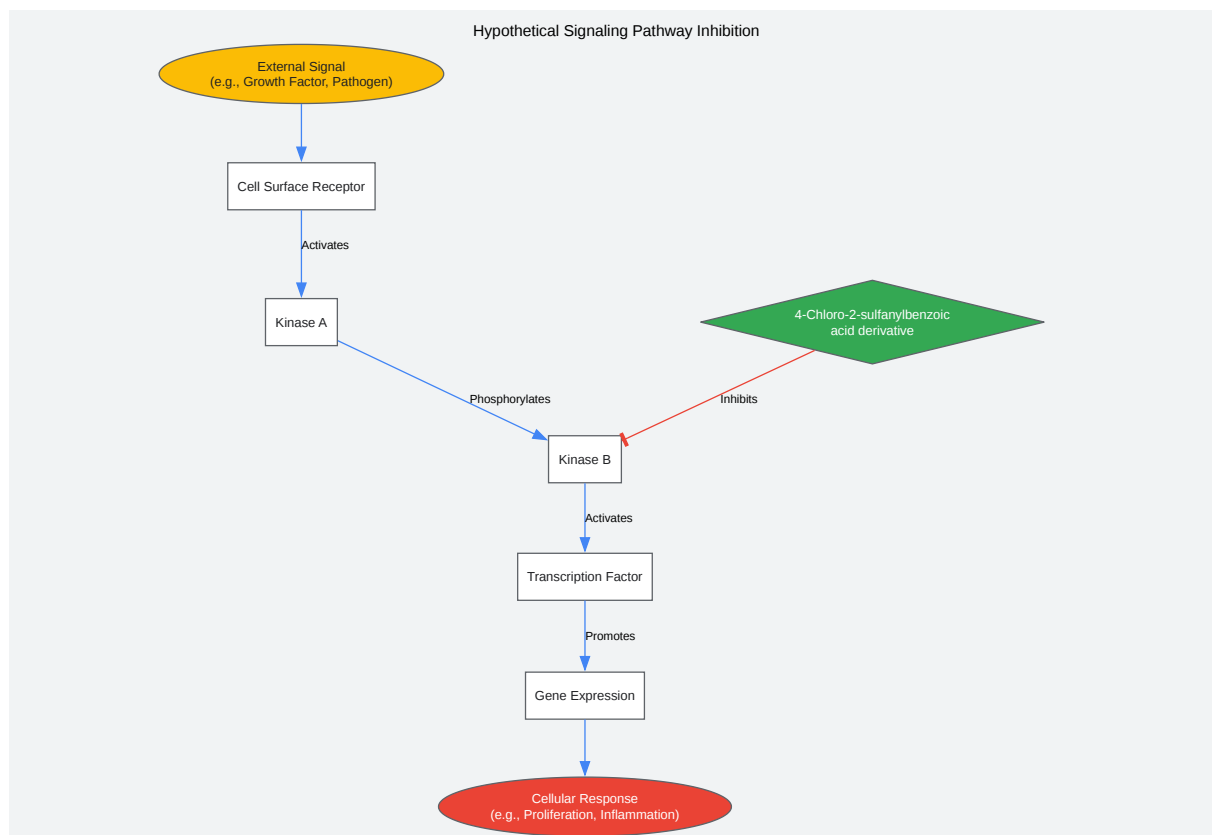 Hypothetical Signaling Pathway Inhibition
External Signal
(e.g., Growth Factor, Pathogen)
Cell Surface Receptor
Activates
Kinase A
4-Chloro-2-sulfanylbenzoic
acid derivative
Phosphorylates
Inhibits
Kinase B
Activates
Transcription Factor
Promotes
Gene Expression
Cellular Response
(e.g., Proliferation, Inflammation)